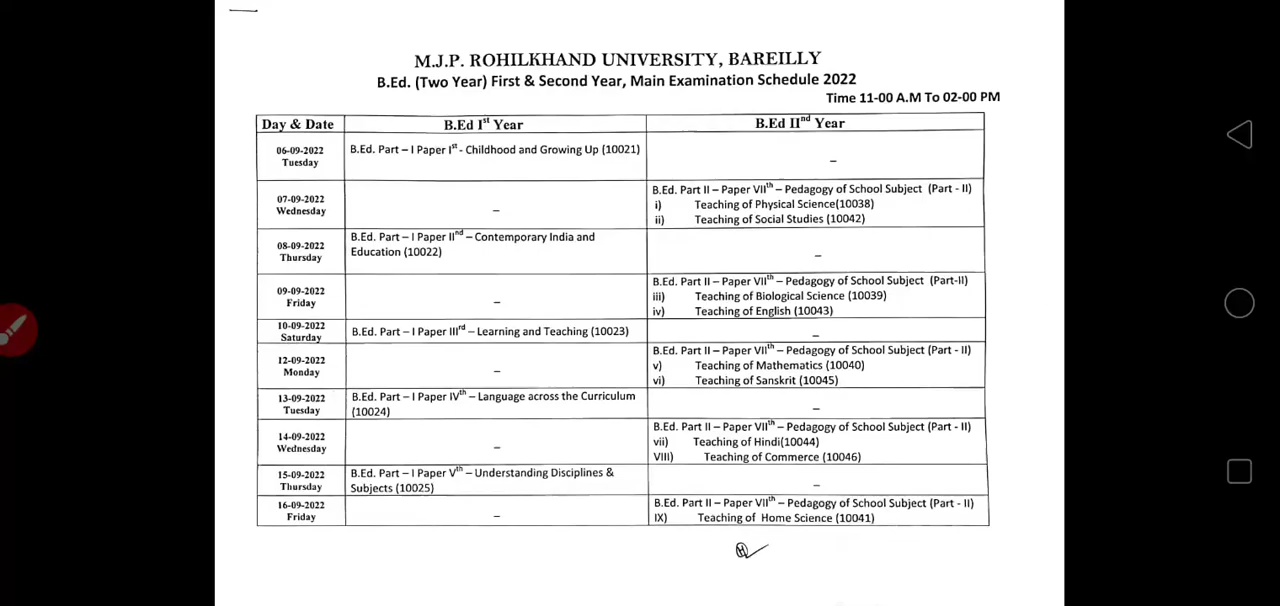 M.J.P. ROHILKHAND UNIVERSITY, BAREILLY
B.Ed. (Two Year) First & Second Year, Main Examination Schedule 2022
Time 11-00 A.M To 02-00 PM
Day & Date B.Ed Ist Year B.Ed IInd Year
06-09-2022 B.Ed. Part – I Paper Ist - Childhood and Growing Up (10021)
Tuesday –
B.Ed. Part II – Paper VIIth – Pedagogy of School Subject (Part - II)
07-09-2022 i) Teaching of Physical Science(10038)
Wednesday – ii) Teaching of Social Studies (10042)
B.Ed. Part – I Paper IInd – Contemporary India and
08-09-2022 Education (10022)
Thursday –
B.Ed. Part II – Paper VIIth – Pedagogy of School Subject (Part-II)
09-09-2022 iii) Teaching of Biological Science (10039)
Friday – iv) Teaching of English (10043)
10-09-2022 B.Ed. Part – I Paper IIIrd – Learning and Teaching (10023)
Saturday –
B.Ed. Part II – Paper VIIth – Pedagogy of School Subject (Part - II)
12-09-2022 v) Teaching of Mathematics (10040)
Monday – vi) Teaching of Sanskrit (10045)
13-09-2022 B.Ed. Part – I Paper IVth – Language across the Curriculum
Tuesday (10024) –
B.Ed. Part II – Paper VIIth – Pedagogy of School Subject (Part - II)
14-09-2022 vii) Teaching of Hindi(10044)
Wednesday – VIII) Teaching of Commerce (10046)
15-09-2022 B.Ed. Part – I Paper Vth – Understanding Disciplines &
Thursday Subjects (10025) –
16-09-2022 B.Ed. Part II – Paper VIIth – Pedagogy of School Subject (Part - II)
Friday – IX) Teaching of Home Science (10041)